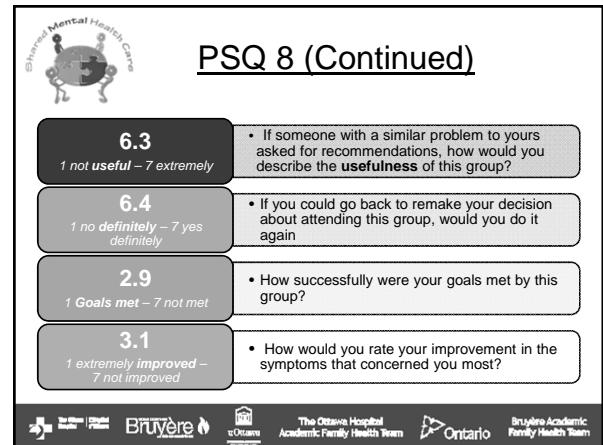 Shared Mental Health Care
PSQ 8 (Continued)
6.3
1 not useful – 7 extremely
• If someone with a similar problem to yours
asked for recommendations, how would you
describe the usefulness of this group?
6.4
1 no definitely – 7 yes
definitely
• If you could go back to remake your decision
about attending this group, would you do it
again
2.9
1 Goals met – 7 not met
• How successfully were your goals met by this
group?
3.1
1 extremely improved –
7 not improved
• How would you rate your improvement in the
symptoms that concerned you most?
Bruyère
uOttawa
The Ottawa Hospital
Academic Family Health Team
Ontario
Bruyère Academic
Family Health Team